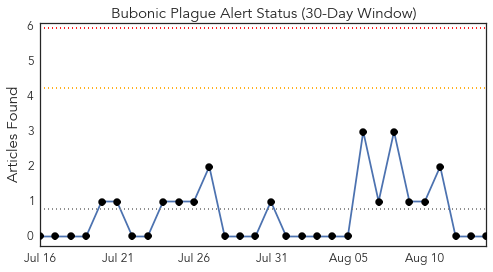 Bubonic Plague Alert Status (30-Day Window)
Articles Found
6
5
4
3
2
1
0
Jul 16 Jul 21 Jul 26 Jul 31 Aug 05 Aug 10